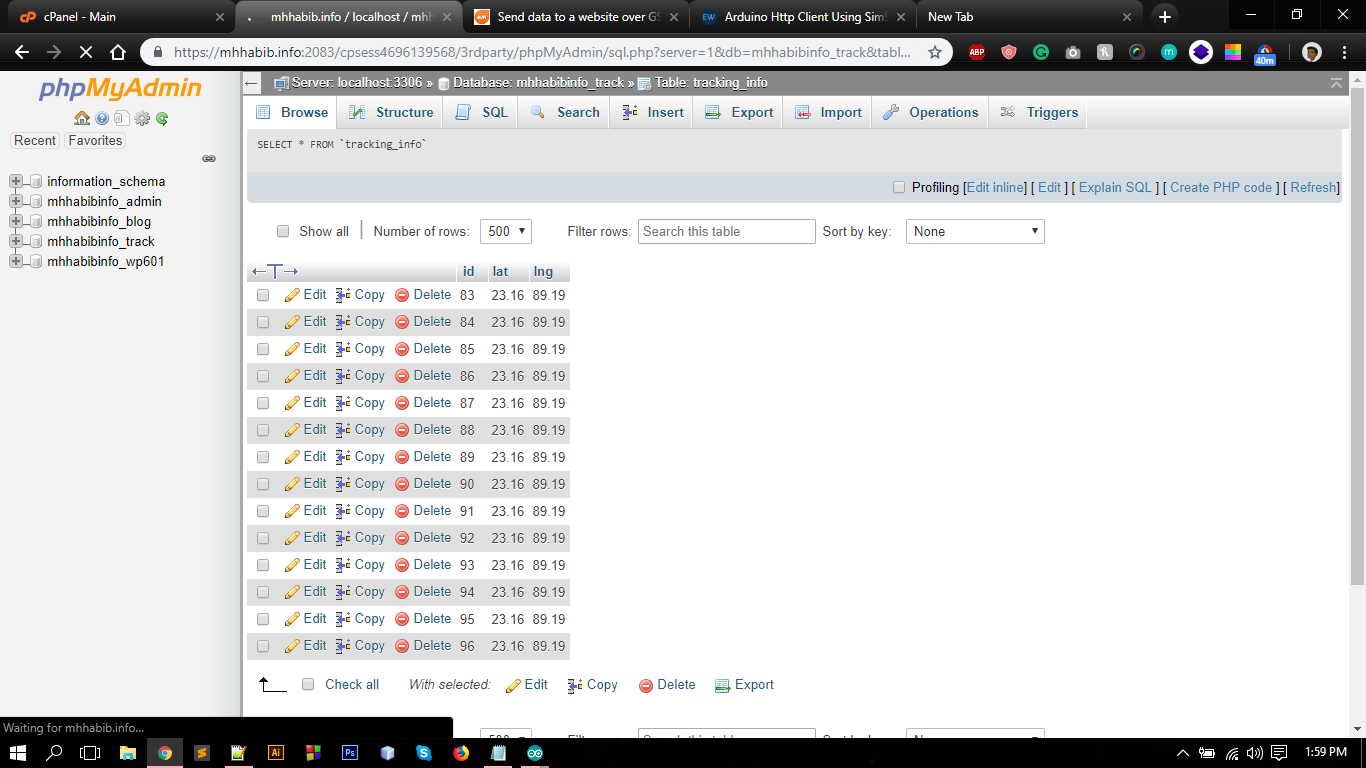 cPanel - Main
mhhabib.info / localhost / mhh
Send data to a website over GS
Arduino Http Client Using Sim
New Tab
https://mhhabib.info:2083/cpsess4696139568/3rdparty/phpMyAdmin/sql.php?server=1&db=mhhabibinfo_track&tabl...
ABP
40m
phpMyAdmin
Recent Favorites
information_schema
mhhabibinfo_admin
mhhabibinfo_blog
mhhabibinfo_track
mhhabibinfo_wp601
Server: localhost:3306 » Database: mhhabibinfo_track » Table: tracking_info
Browse Structure SQL Search Insert Export Import Operations Triggers
SELECT * FROM `tracking_info`
Profiling [Edit inline] [ Edit ] [ Explain SQL ] [ Create PHP code ] [ Refresh]
Show all Number of rows: 500 Filter rows: Search this table Sort by key: None
id lat lng
Edit Copy Delete 83 23.16 89.19
Edit Copy Delete 84 23.16 89.19
Edit Copy Delete 85 23.16 89.19
Edit Copy Delete 86 23.16 89.19
Edit Copy Delete 87 23.16 89.19
Edit Copy Delete 88 23.16 89.19
Edit Copy Delete 89 23.16 89.19
Edit Copy Delete 90 23.16 89.19
Edit Copy Delete 91 23.16 89.19
Edit Copy Delete 92 23.16 89.19
Edit Copy Delete 93 23.16 89.19
Edit Copy Delete 94 23.16 89.19
Edit Copy Delete 95 23.16 89.19
Edit Copy Delete 96 23.16 89.19
Check all With selected: Edit Copy Delete Export
Waiting for mhhabib.info...
1:59 PM